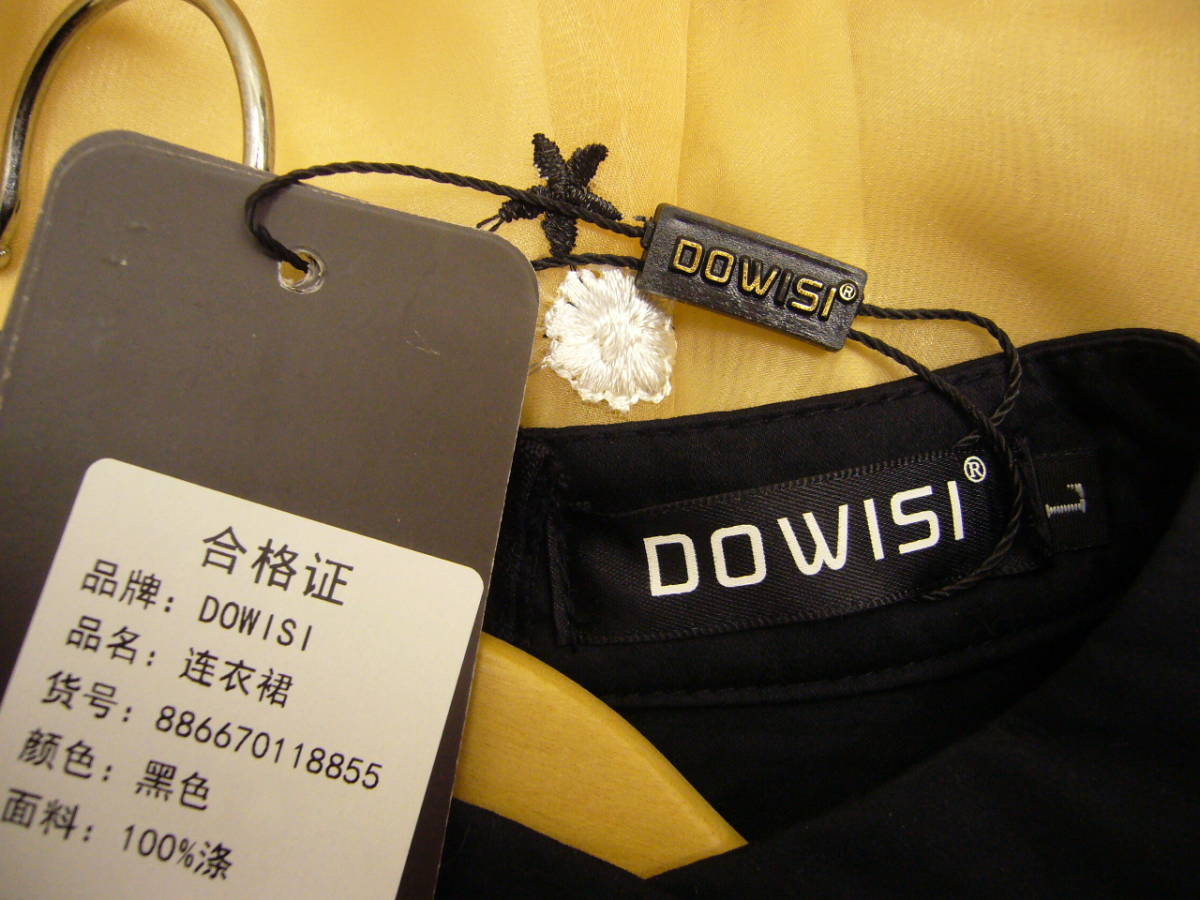 DOWISI®
DOWISI®
L
合格证
品牌: DOWISI
品名: 连衣裙
货号: 886670118855
颜色: 黑色
面料: 100%涤